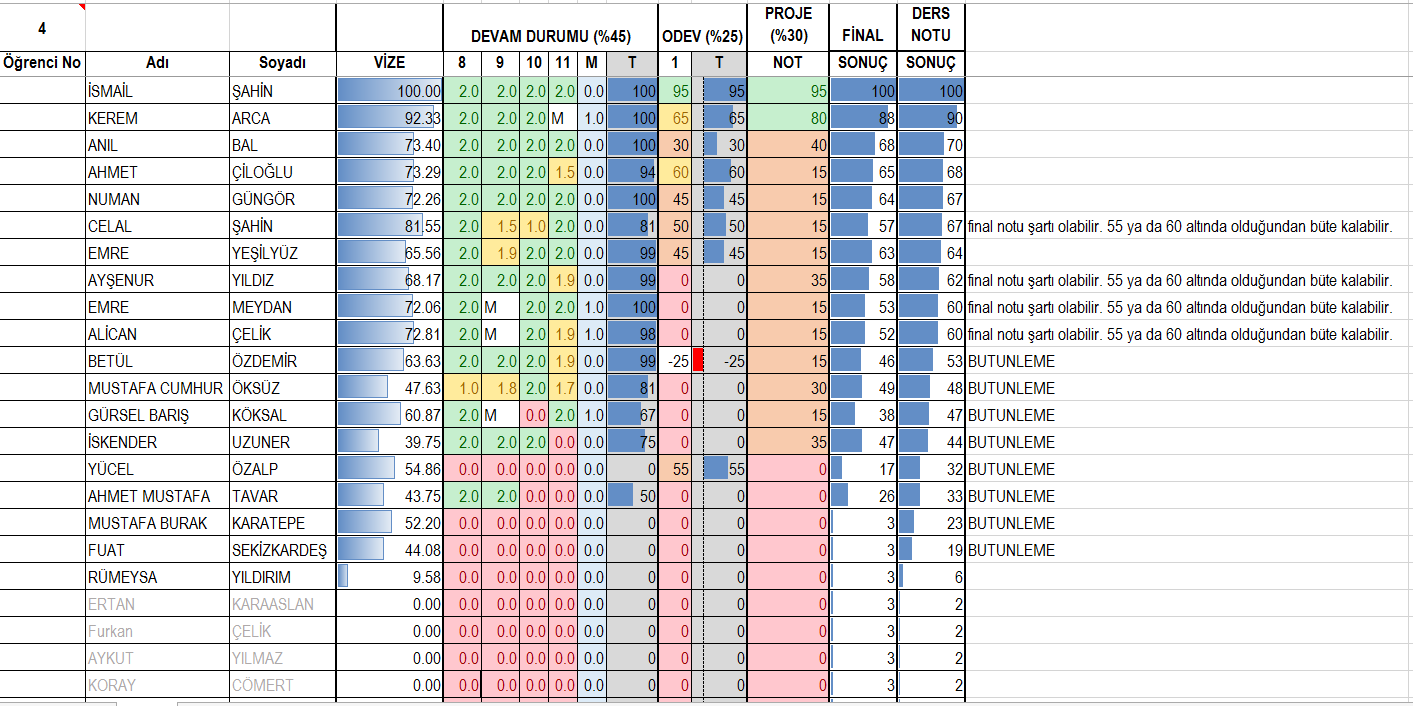 4 DEVAM DURUMU (%45) ODEV (%25) PROJE (%30) FİNAL DERS NOTU
Öğrenci No Adı Soyadı VİZE 8 9 10 11 M T 1 T NOT SONUÇ SONUÇ
İSMAİL ŞAHİN 100.00 2.0 2.0 2.0 2.0 0.0 100 95 95 95 100 100
KEREM ARCA 92.33 2.0 2.0 2.0 M 1.0 100 65 65 80 88 90
ANIL BAL 73.40 2.0 2.0 2.0 2.0 0.0 100 30 30 40 68 70
AHMET ÇİLOĞLU 73.29 2.0 2.0 2.0 1.5 0.0 94 60 60 15 65 68
NUMAN GÜNGÖR 72.26 2.0 2.0 2.0 2.0 0.0 100 45 45 15 64 67
CELAL ŞAHİN 81.55 2.0 1.5 1.0 2.0 0.0 81 50 50 15 57 67 final notu şartı olabilir. 55 ya da 60 altında olduğundan büte kalabilir.
EMRE YEŞİLYÜZ 65.56 2.0 1.9 2.0 2.0 0.0 99 45 45 15 63 64
AYŞENUR YILDIZ 68.17 2.0 2.0 2.0 1.9 0.0 99 0 0 35 58 62 final notu şartı olabilir. 55 ya da 60 altında olduğundan büte kalabilir.
EMRE MEYDAN 72.06 2.0 M 2.0 2.0 1.0 100 0 0 15 53 60 final notu şartı olabilir. 55 ya da 60 altında olduğundan büte kalabilir.
ALİCAN ÇELİK 72.81 2.0 M 2.0 1.9 1.0 98 0 0 15 52 60 final notu şartı olabilir. 55 ya da 60 altında olduğundan büte kalabilir.
BETÜL ÖZDEMİR 63.63 2.0 2.0 2.0 1.9 0.0 99 -25 -25 15 46 53 BUTUNLEME
MUSTAFA CUMHUR ÖKSÜZ 47.63 1.0 1.8 2.0 1.7 0.0 81 0 0 30 49 48 BUTUNLEME
GÜRSEL BARIŞ KÖKSAL 60.87 2.0 M 0.0 2.0 1.0 67 0 0 15 38 47 BUTUNLEME
İSKENDER UZUNER 39.75 2.0 2.0 2.0 0.0 0.0 75 0 0 35 47 44 BUTUNLEME
YÜCEL ÖZALP 54.86 0.0 0.0 0.0 0.0 0.0 0 55 55 0 17 32 BUTUNLEME
AHMET MUSTAFA TAVAR 43.75 2.0 2.0 0.0 0.0 0.0 50 0 0 0 26 33 BUTUNLEME
MUSTAFA BURAK KARATEPE 52.20 0.0 0.0 0.0 0.0 0.0 0 0 0 0 3 23 BUTUNLEME
FUAT SEKİZKARDEŞ 44.08 0.0 0.0 0.0 0.0 0.0 0 0 0 0 3 19 BUTUNLEME
RÜMEYSA YILDIRIM 9.58 0.0 0.0 0.0 0.0 0.0 0 0 0 0 3 6
ERTAN KARAASLAN 0.00 0.0 0.0 0.0 0.0 0.0 0 0 0 0 3 2
Furkan ÇELİK 0.00 0.0 0.0 0.0 0.0 0.0 0 0 0 0 3 2
AYKUT YILMAZ 0.00 0.0 0.0 0.0 0.0 0.0 0 0 0 0 3 2
KORAY CÖMERT 0.00 0.0 0.0 0.0 0.0 0.0 0 0 0 0 3 2